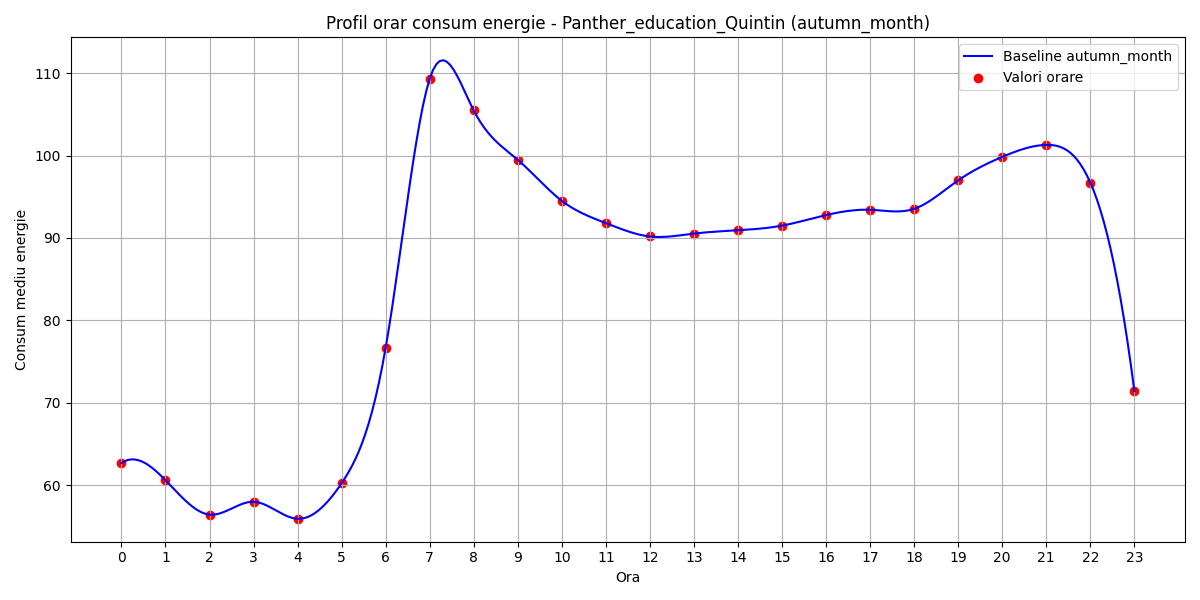 Profil orar consum energie - Panther_education_Quintin (autumn_month)
Baseline autumn_month
Valori orare
Consum mediu energie
110
100
90
80
70
60
0 1 2 3 4 5 6 7 8 9 10 11 12 13 14 15 16 17 18 19 20 21 22 23
Ora